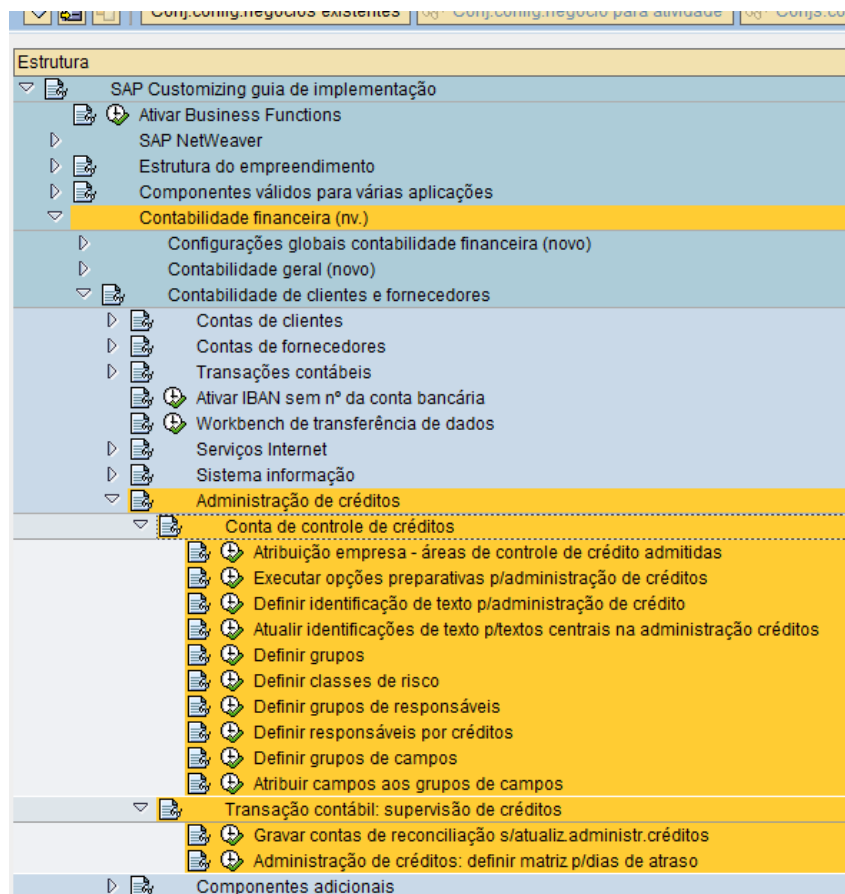 Conj.config.negócios existentes Conj.config.negócio para atividade Conjs.co
Estrutura
SAP Customizing guia de implementação
Ativar Business Functions
SAP NetWeaver
Estrutura do empreendimento
Componentes válidos para várias aplicações
Contabilidade financeira (nv.)
Configurações globais contabilidade financeira (novo)
Contabilidade geral (novo)
Contabilidade de clientes e fornecedores
Contas de clientes
Contas de fornecedores
Transações contábeis
Ativar IBAN sem nº da conta bancária
Workbench de transferência de dados
Serviços Internet
Sistema informação
Administração de créditos
Conta de controle de créditos
Atribuição empresa - áreas de controle de crédito admitidas
Executar opções preparativas p/administração de créditos
Definir identificação de texto p/administração de crédito
Atualir identificações de texto p/textos centrais na administração créditos
Definir grupos
Definir classes de risco
Definir grupos de responsáveis
Definir responsáveis por créditos
Definir grupos de campos
Atribuir campos aos grupos de campos
Transação contábil: supervisão de créditos
Gravar contas de reconciliação s/atualiz.administr.créditos
Administração de créditos: definir matriz p/dias de atraso
Componentes adicionais